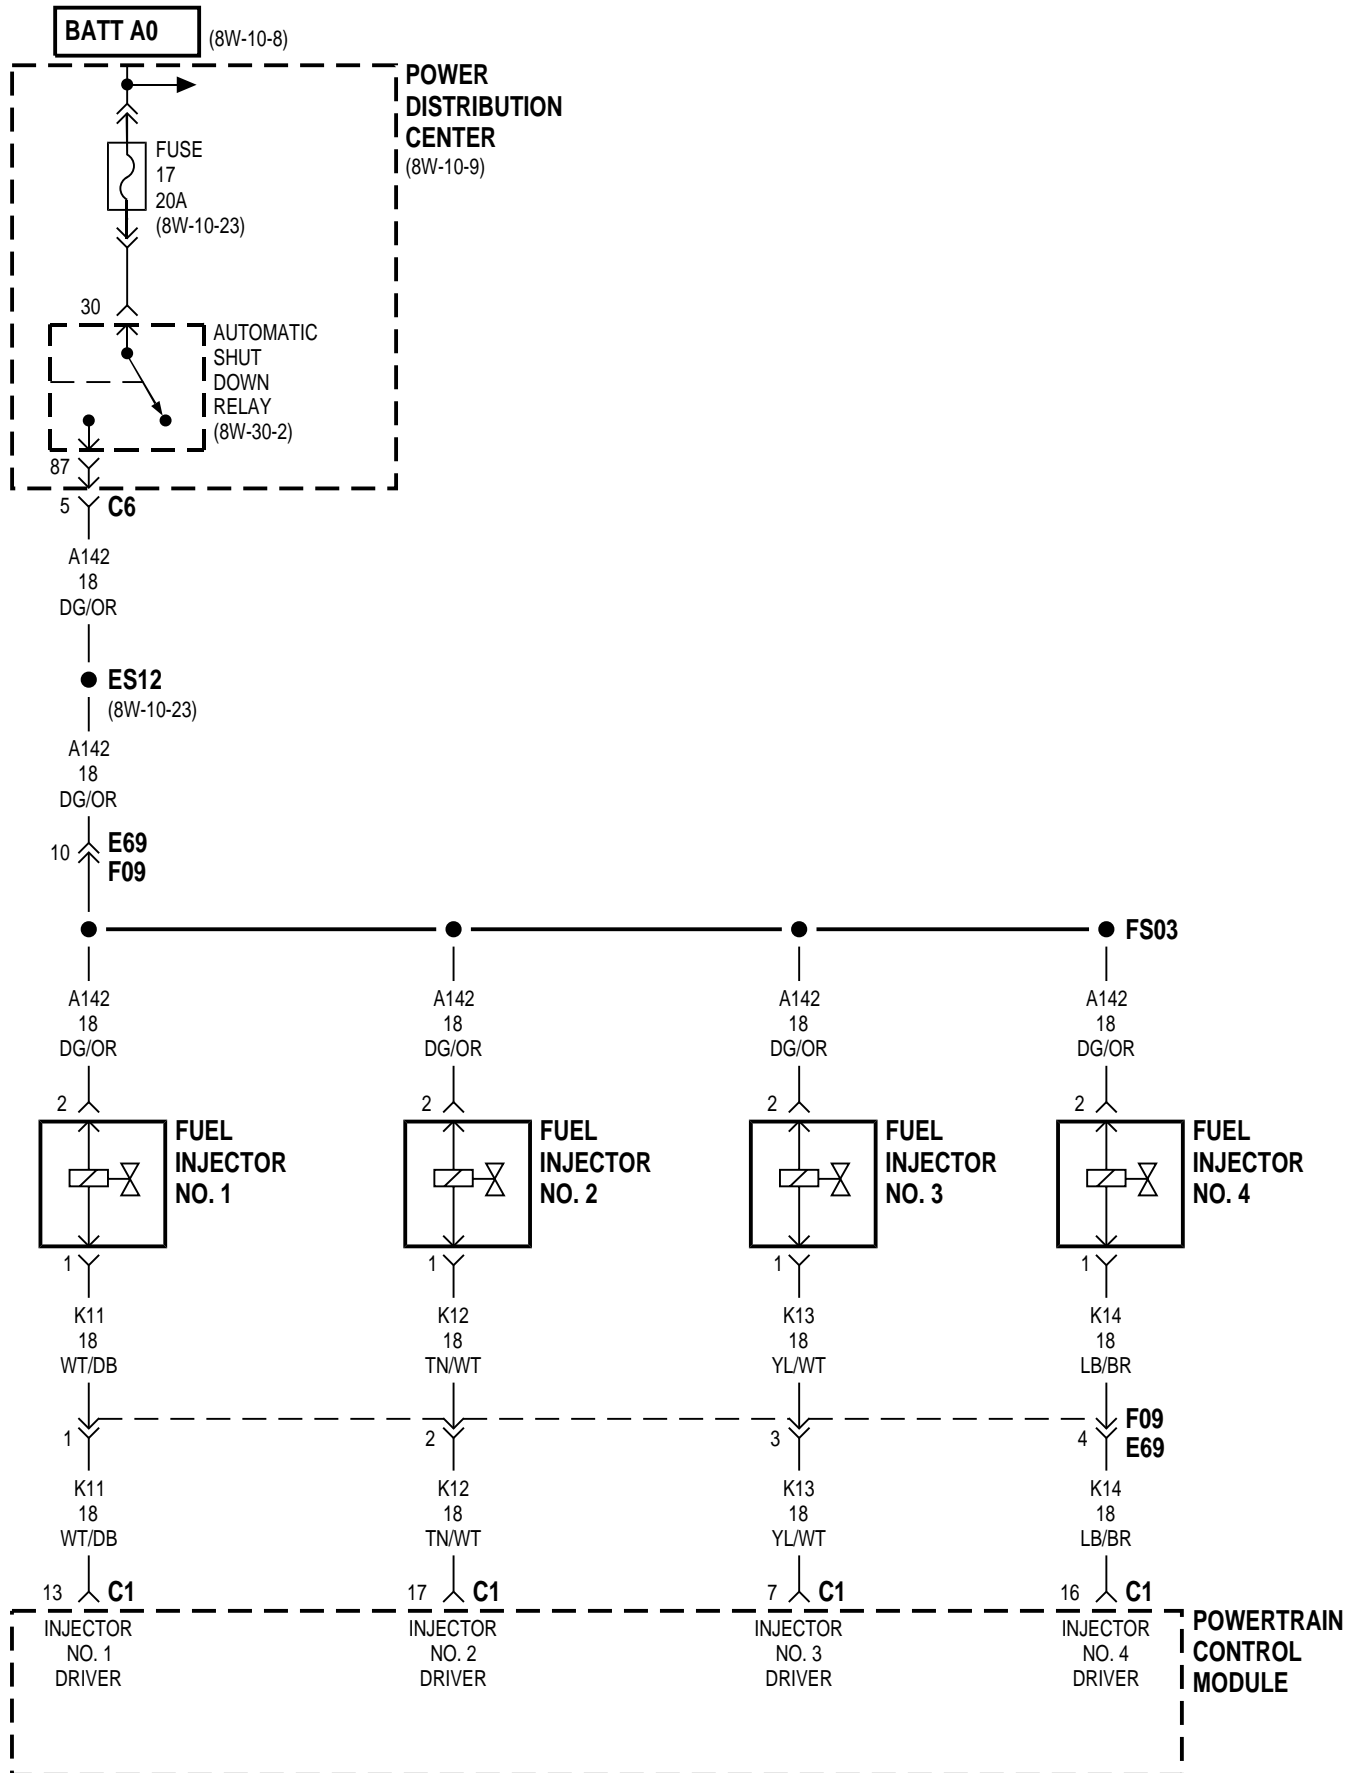 BATT A0
(8W-10-8)
POWER
DISTRIBUTION
CENTER
(8W-10-9)
FUSE
17
20A
(8W-10-23)
30
AUTOMATIC
SHUT
DOWN
RELAY
(8W-30-2)
87
5 C6
A142
18
DG/OR
ES12
(8W-10-23)
A142
18
DG/OR
10 E69
F09
FS03
A142 A142 A142 A142
18 18 18 18
DG/OR DG/OR DG/OR DG/OR
2 2 2 2
FUEL FUEL FUEL FUEL
INJECTOR INJECTOR INJECTOR INJECTOR
NO. 1 NO. 2 NO. 3 NO. 4
1 1 1 1
K11 K12 K13 K14
18 18 18 18
WT/DB TN/WT YL/WT LB/BR
F09
1 2 3 4 E69
K11 K12 K13 K14
18 18 18 18
WT/DB TN/WT YL/WT LB/BR
13 C1 17 C1 7 C1 16 C1
INJECTOR INJECTOR INJECTOR INJECTOR
NO. 1 NO. 2 NO. 3 NO. 4
DRIVER DRIVER DRIVER DRIVER
POWERTRAIN
CONTROL
MODULE